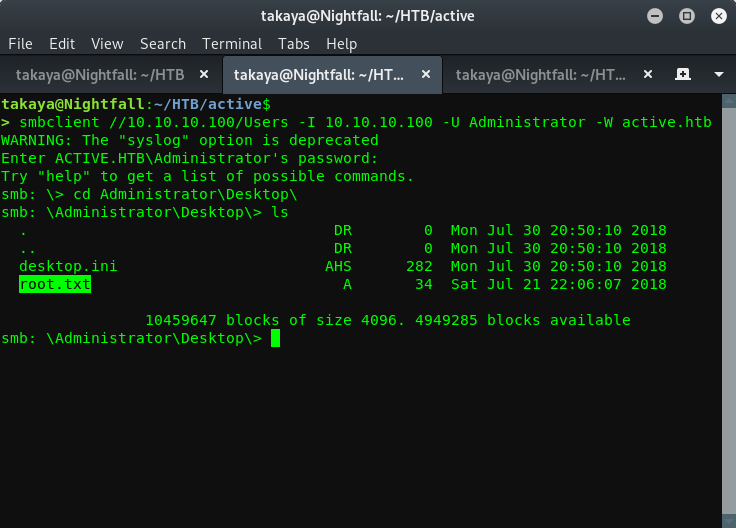 takaya@Nightfall: ~/HTB/active
File Edit View Search Terminal Tabs Help
takaya@Nightfall: ~/HTB × takaya@Nightfall: ~/HT... × takaya@Nightfall: ~/HT... ×
takaya@Nightfall:~/HTB/active$
> smbclient //10.10.10.100/Users -I 10.10.10.100 -U Administrator -W active.htb
WARNING: The "syslog" option is deprecated
Enter ACTIVE.HTB\Administrator's password:
Try "help" to get a list of possible commands.
smb: \> cd Administrator\Desktop\
smb: \Administrator\Desktop\> ls
  .                                  DR        0  Mon Jul 30 20:50:10 2018
  ..                                 DR        0  Mon Jul 30 20:50:10 2018
  desktop.ini                       AHS      282  Mon Jul 30 20:50:10 2018
  root.txt                            A       34  Sat Jul 21 22:06:07 2018
                10459647 blocks of size 4096. 4949285 blocks available
smb: \Administrator\Desktop\>